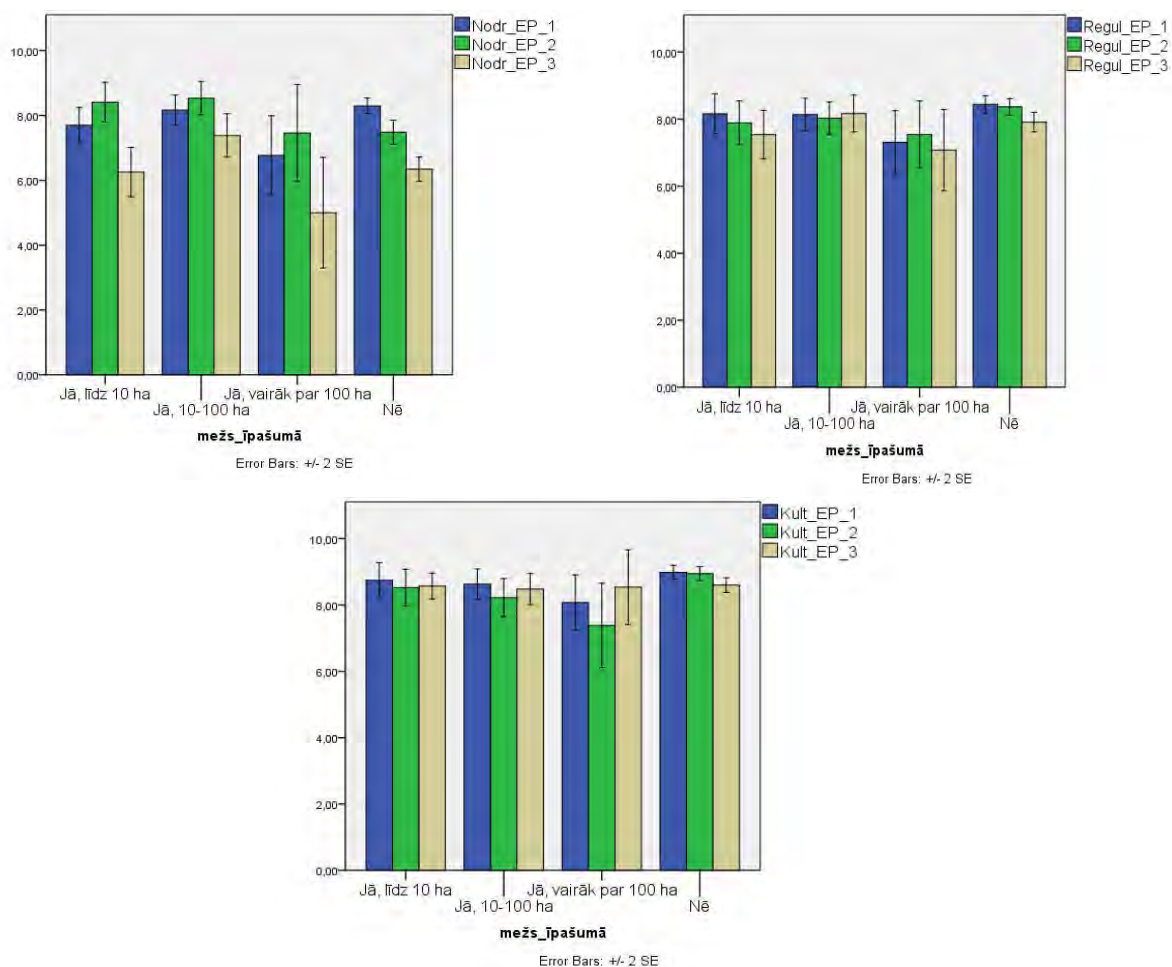 10,00
8,00
6,00
4,00
2,00
0,00
Nodr_EP_1
Nodr_EP_2
Nodr_EP_3
Jā, līdz 10 ha
Jā, 10-100 ha
Jā, vairāk par 100 ha
Nē
mežs_īpašumā
Error Bars: +/- 2 SE
10,00
8,00
6,00
4,00
2,00
0,00
Regul_EP_1
Regul_EP_2
Regul_EP_3
Jā, līdz 10 ha
Jā, 10-100 ha
Jā, vairāk par 100 ha
Nē
mežs_īpašumā
Error Bars: +/- 2 SE
10,00
8,00
6,00
4,00
2,00
0,00
Kult_EP_1
Kult_EP_2
Kult_EP_3
Jā, līdz 10 ha
Jā, 10-100 ha
Jā, vairāk par 100 ha
Nē
mežs_īpašumā
Error Bars: +/- 2 SE